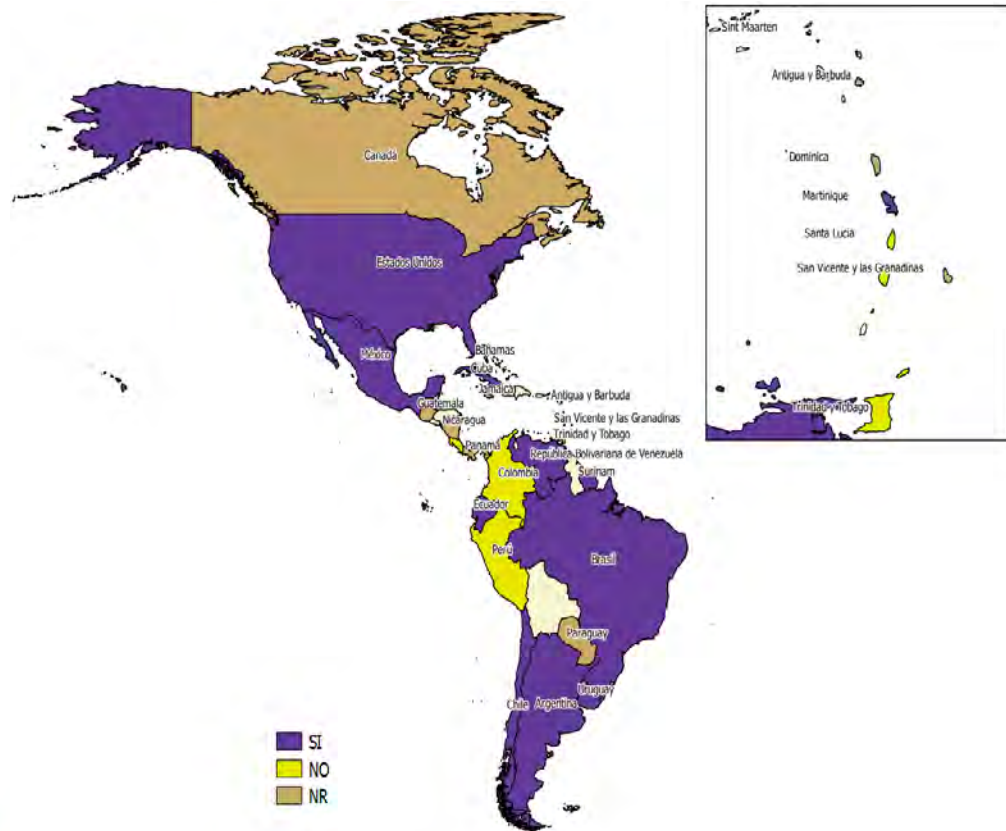 Sint Maarten
Antigua y Barbuda
Dominica
Martinique
Santa Lucia
San Vicente y las Granadinas
Trinidad y Tobago
Canadá
Estados Unidos
México
Bahamas
Cuba
Jamaica
Antigua y Barbuda
Guatemala
Nicaragua
San Vicente y las Granadinas
Trinidad y Tobago
Panamá
República Bolivariana de Venezuela
Colombia
Surinam
Ecuador
Perú
Brasil
Paraguay
Uruguay
Chile
Argentina
SI
NO
NR